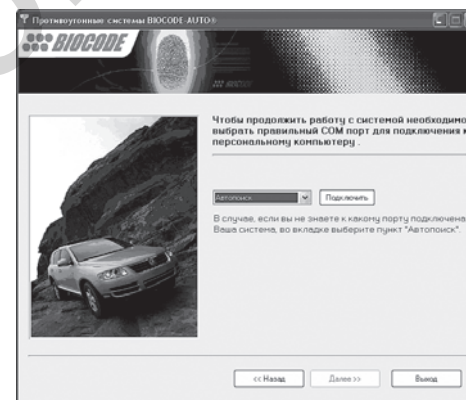 Противоугонные системы BIOCODE-AUTO®
BIOCODE
Чтобы продолжить работу с системой необходимо
выбрать правильный COM порт для подключения к
персональному компьютеру .
Автопоиск
Подключить
В случае, если вы не знаете к какому порту подключена
Ваша система, во вкладке выберите пункт "Автопоиск".
<< Назад
Далее >>
Выход